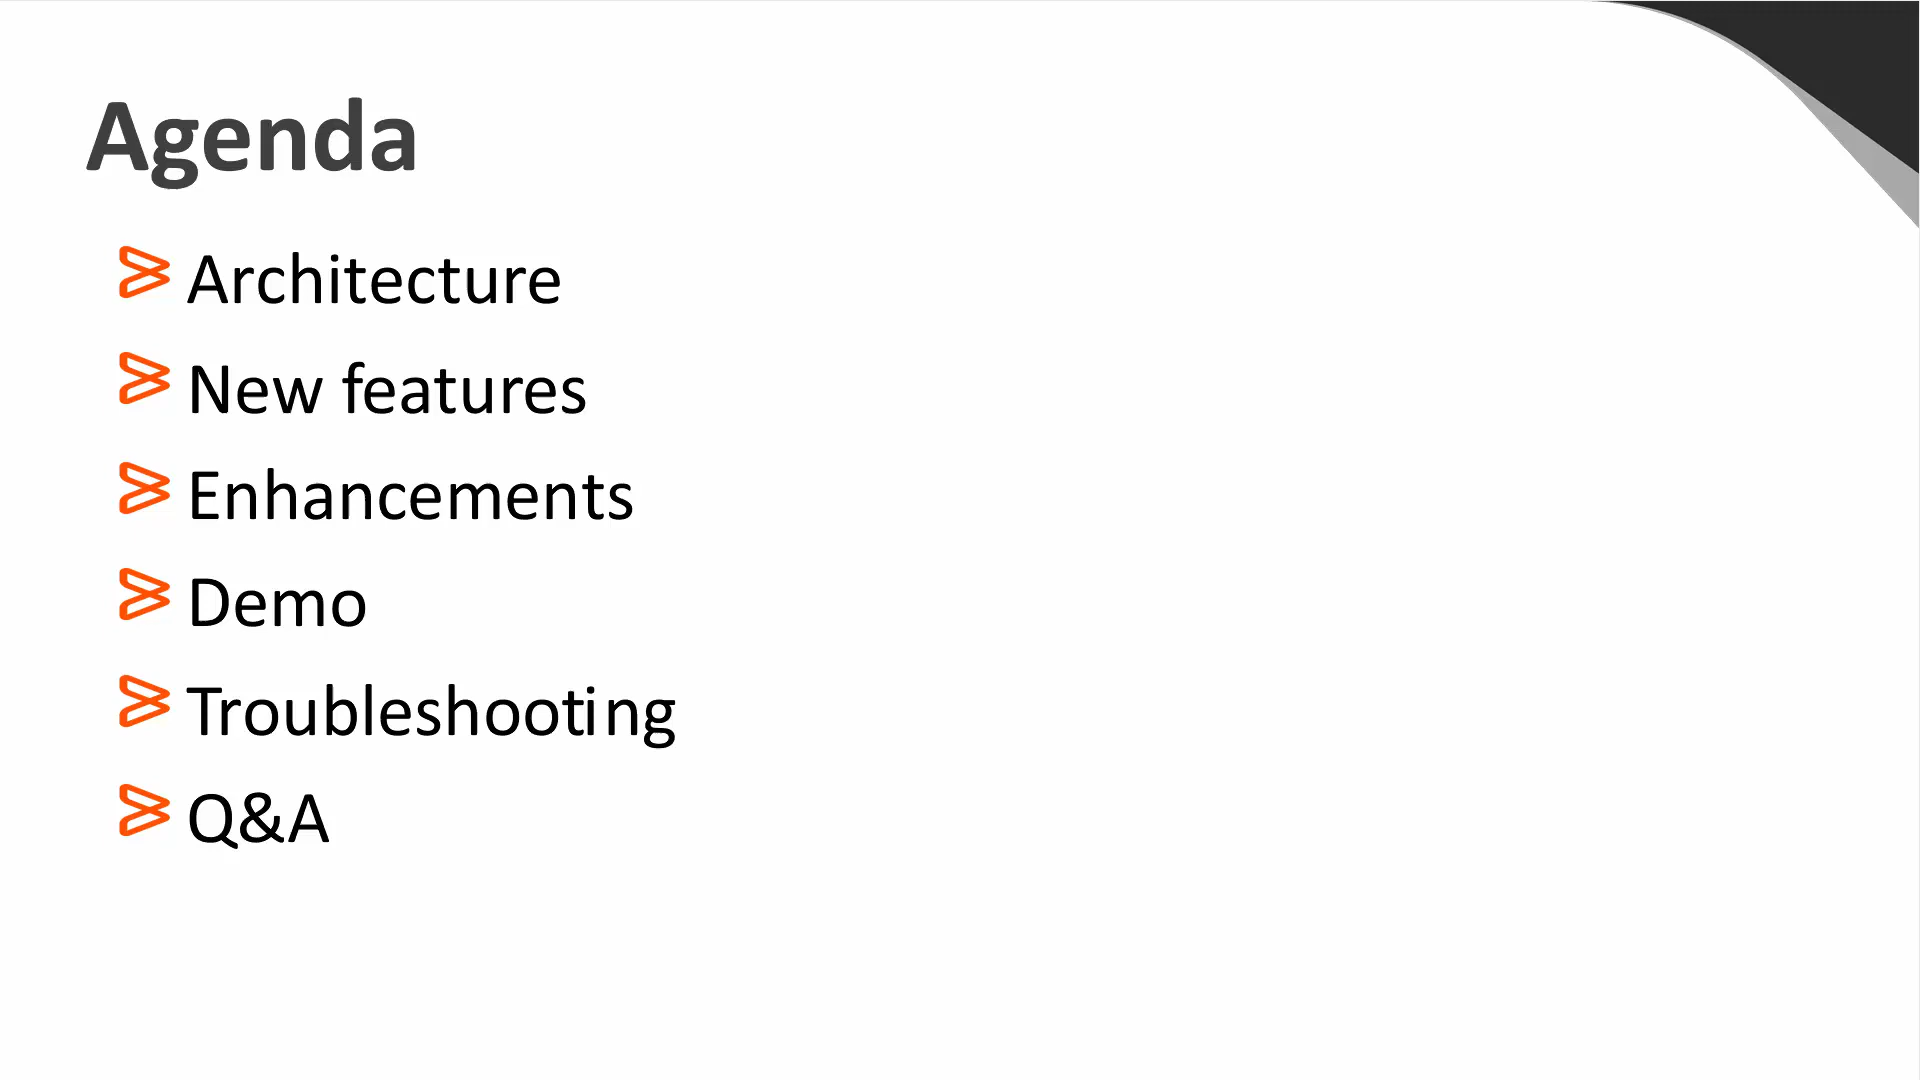 Agenda
Architecture
New features
Enhancements
Demo
Troubleshooting
Q&A